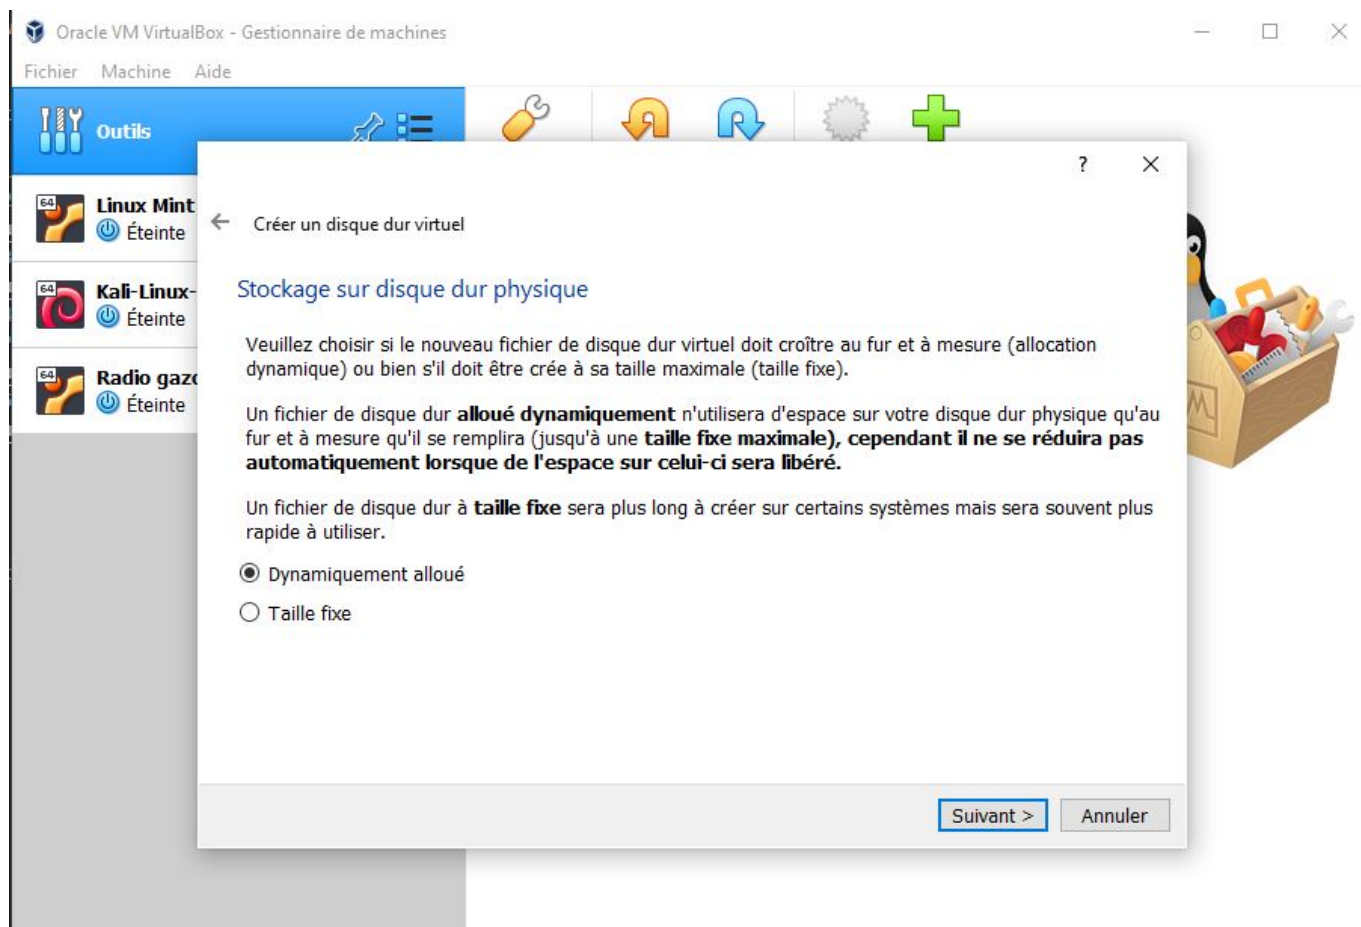 Oracle VM VirtualBox - Gestionnaire de machines
Fichier Machine Aide
Outils
? 
64
Linux Mint
Éteinte
Créer un disque dur virtuel
64
Kali-Linux-
Éteinte
Stockage sur disque dur physique
Veuillez choisir si le nouveau fichier de disque dur virtuel doit croître au fur et à mesure (allocation
dynamique) ou bien s'il doit être crée à sa taille maximale (taille fixe).
64
Radio gazo
Éteinte
Un fichier de disque dur alloué dynamiquement n'utilisera d'espace sur votre disque dur physique qu'au
fur et à mesure qu'il se remplira (jusqu'à une taille fixe maximale), cependant il ne se réduira pas
automatiquement lorsque de l'espace sur celui-ci sera libéré.
Un fichier de disque dur à taille fixe sera plus long à créer sur certains systèmes mais sera souvent plus
rapide à utiliser.
Dynamiquement alloué
Taille fixe
Suivant > Annuler